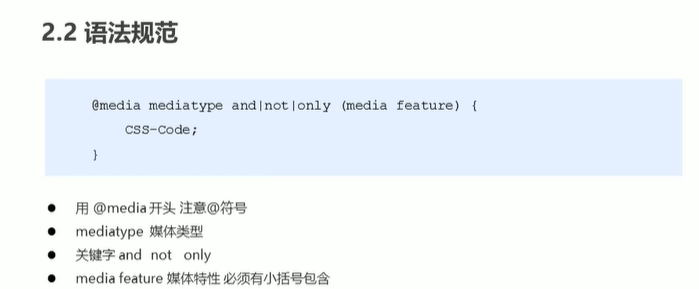 2.2 语法规范
@media mediatype and|not|only (media feature) {
CSS-Code;
}
● 用 @media 开头 注意@符号
● mediatype 媒体类型
● 关键字 and not only
● media feature 媒体特性 必须有小括号包含